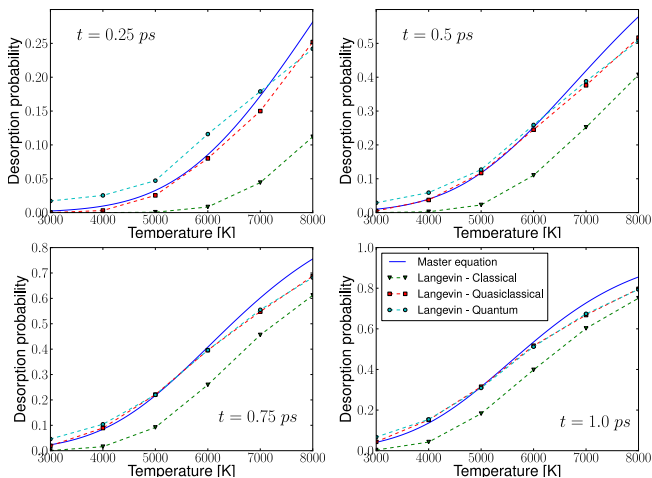 t = 0.25 ps
Desorption probability
0.25
0.20
0.15
0.10
0.05
0.00
3000 4000 5000 6000 7000 8000
Temperature [K]
t = 0.5 ps
Desorption probability
0.5
0.4
0.3
0.2
0.1
0.0
3000 4000 5000 6000 7000 8000
Temperature [K]
t = 0.75 ps
Desorption probability
0.8
0.7
0.6
0.5
0.4
0.3
0.2
0.1
0.0
3000 4000 5000 6000 7000 8000
Temperature [K]
Master equation
Langevin - Classical
Langevin - Quasiclassical
Langevin - Quantum
t = 1.0 ps
Desorption probability
1.0
0.8
0.6
0.4
0.2
0.0
3000 4000 5000 6000 7000 8000
Temperature [K]